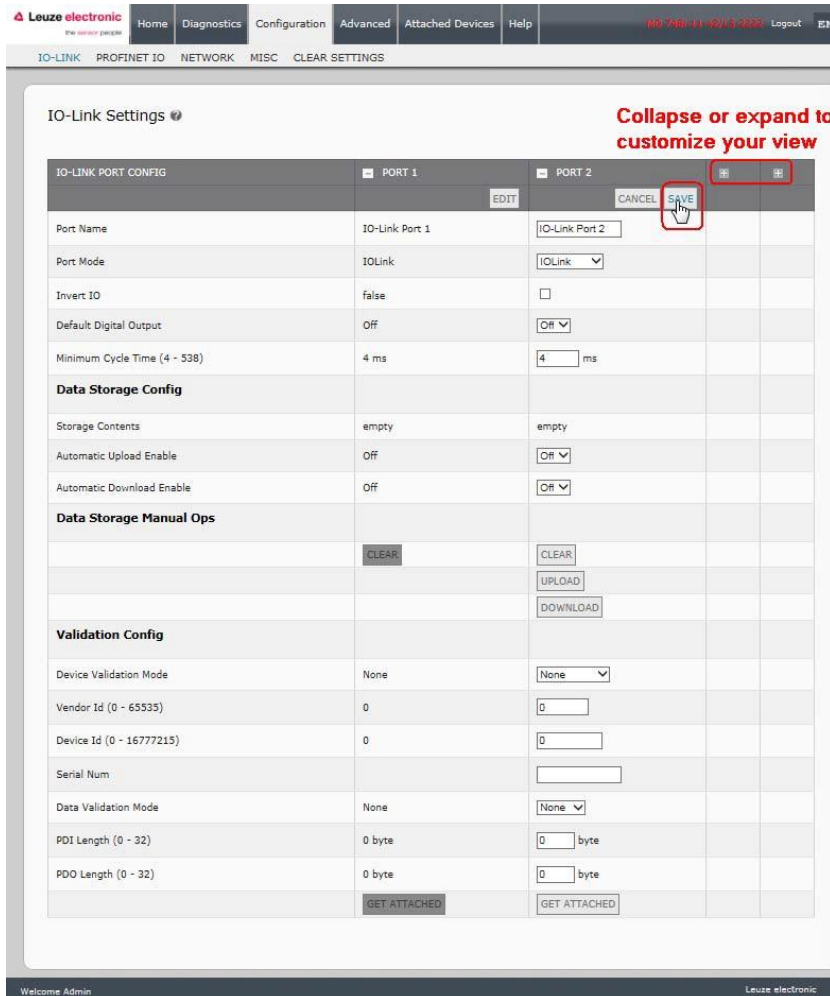 Leuze electronic
the sensor people
Home Diagnostics Configuration Advanced Attached Devices Help
Logout EN
IO-LINK PROFINET IO NETWORK MISC CLEAR SETTINGS
IO-Link Settings ?
Collapse or expand to
customize your view
IO-LINK PORT CONFIG PORT 1 PORT 2
EDIT CANCEL SAVE
Port Name IO-Link Port 1 IO-Link Port 2
Port Mode IOLink IOLink
Invert IO false
Default Digital Output Off Off
Minimum Cycle Time (4 - 538) 4 ms 4 ms
Data Storage Config
Storage Contents empty empty
Automatic Upload Enable Off Off
Automatic Download Enable Off Off
Data Storage Manual Ops
CLEAR CLEAR
UPLOAD
DOWNLOAD
Validation Config
Device Validation Mode None None
Vendor Id (0 - 65535) 0 0
Device Id (0 - 16777215) 0 0
Serial Num
Data Validation Mode None None
PDI Length (0 - 32) 0 byte 0 byte
PDO Length (0 - 32) 0 byte 0 byte
GET ATTACHED GET ATTACHED
Welcome Admin Leuze electronic